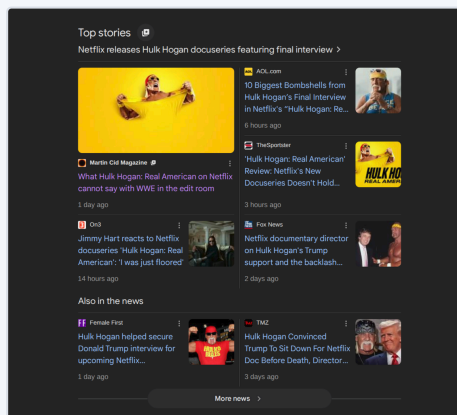 Top stories
Netflix releases Hulk Hogan docuseries featuring final interview
Martin Cid Magazine
What Hulk Hogan: Real American on Netflix
cannot say with WWE in the edit room
1 day ago
AOL.com
10 Biggest Bombshells from
Hulk Hogan's Final Interview
in Netflix's “Hulk Hogan: Re...
6 hours ago
TheSportster
'Hulk Hogan: Real American'
Review: Netflix's New
Docuseries Doesn't Hold...
3 hours ago
HULK HO
REAL AMER
On3
Jimmy Hart reacts to Netflix
docuseries 'Hulk Hogan: Real
American': 'I was just floored'
14 hours ago
Fox News
Netflix documentary director
on Hulk Hogan's Trump
support and the backlash...
2 days ago
Also in the news
Female First
Hulk Hogan helped secure
Donald Trump interview for
upcoming Netflix...
1 day ago
TMZ
Hulk Hogan Convinced
Trump To Sit Down For Netflix
Doc Before Death, Director...
3 days ago
More news